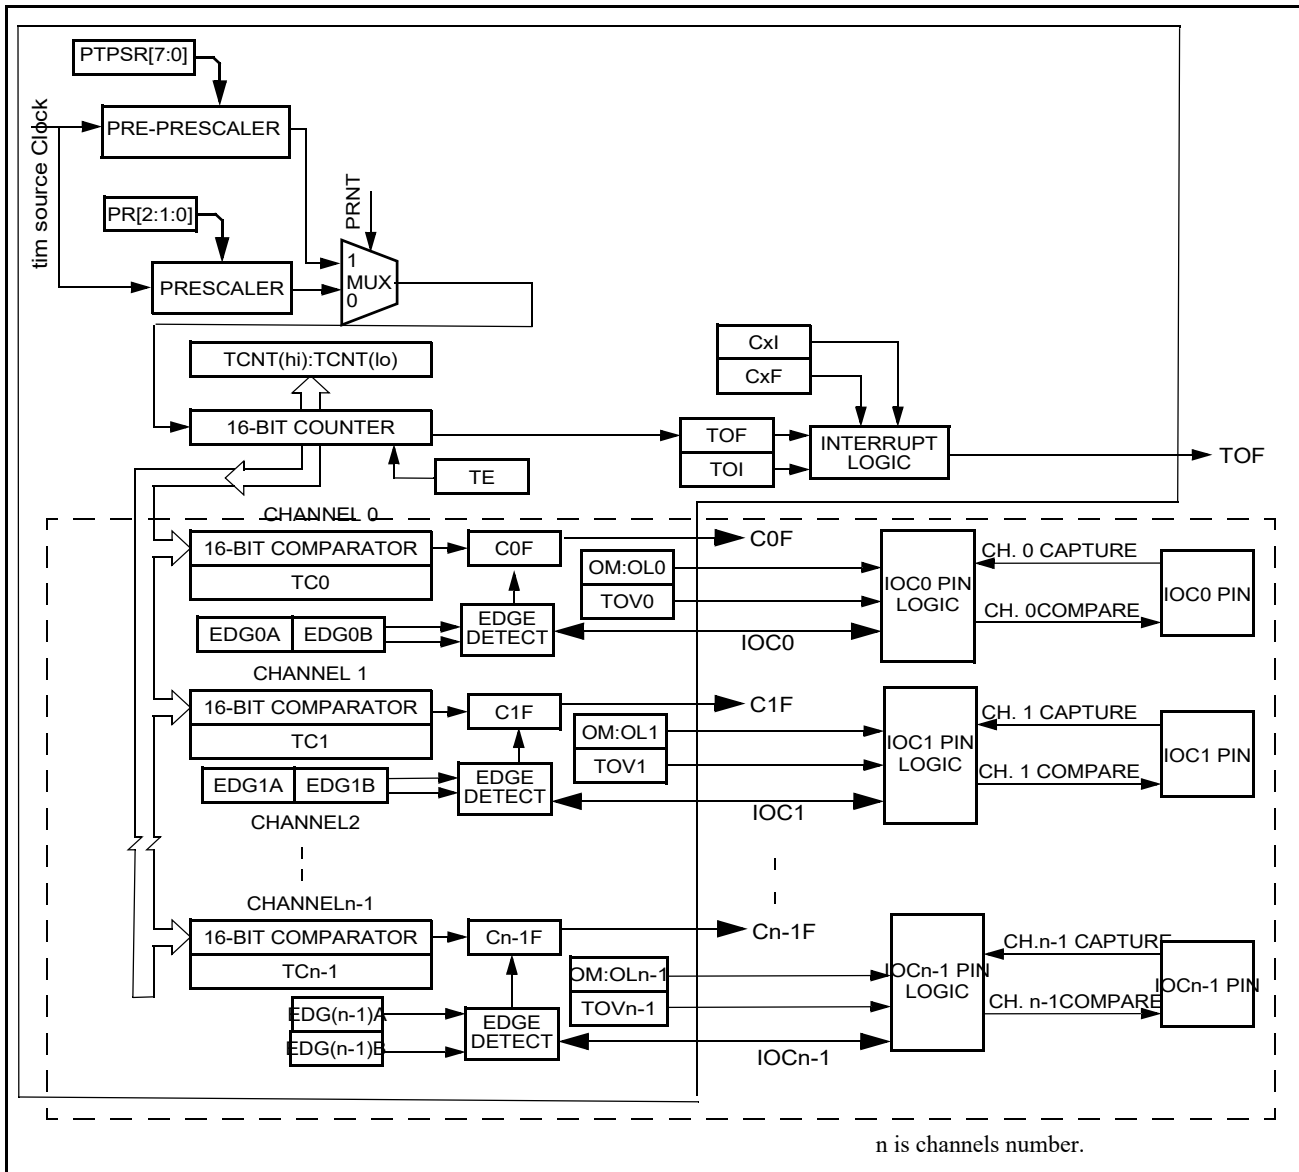 PTPSR[7:0]
tim source Clock
PRE-PRESCALER
PR[2:1:0]
PRNT
1
MUX
0
PRESCALER
TCNT(hi):TCNT(lo)
CxI
CxF
16-BIT COUNTER
TOF
TOI
INTERRUPT
LOGIC
TOF
TE
CHANNEL 0
16-BIT COMPARATOR
TC0
C0F
C0F
OM:OL0
TOV0
IOC0 PIN
LOGIC
CH. 0 CAPTURE
CH. 0COMPARE
IOC0 PIN
EDG0A
EDG0B
EDGE
DETECT
IOC0
CHANNEL 1
16-BIT COMPARATOR
TC1
C1F
C1F
OM:OL1
TOV1
IOC1 PIN
LOGIC
CH. 1 CAPTURE
CH. 1 COMPARE
IOC1 PIN
EDG1A
EDG1B
EDGE
DETECT
IOC1
CHANNEL2
CHANNELn-1
16-BIT COMPARATOR
TCn-1
Cn-1F
Cn-1F
OM:OLn-1
TOVn-1
IOCn-1 PIN
LOGIC
CH.n-1 CAPTURE
CH. n-1COMPARE
IOCn-1 PIN
EDG(n-1)A
EDG(n-1)B
EDGE
DETECT
IOCn-1
n is channels number.